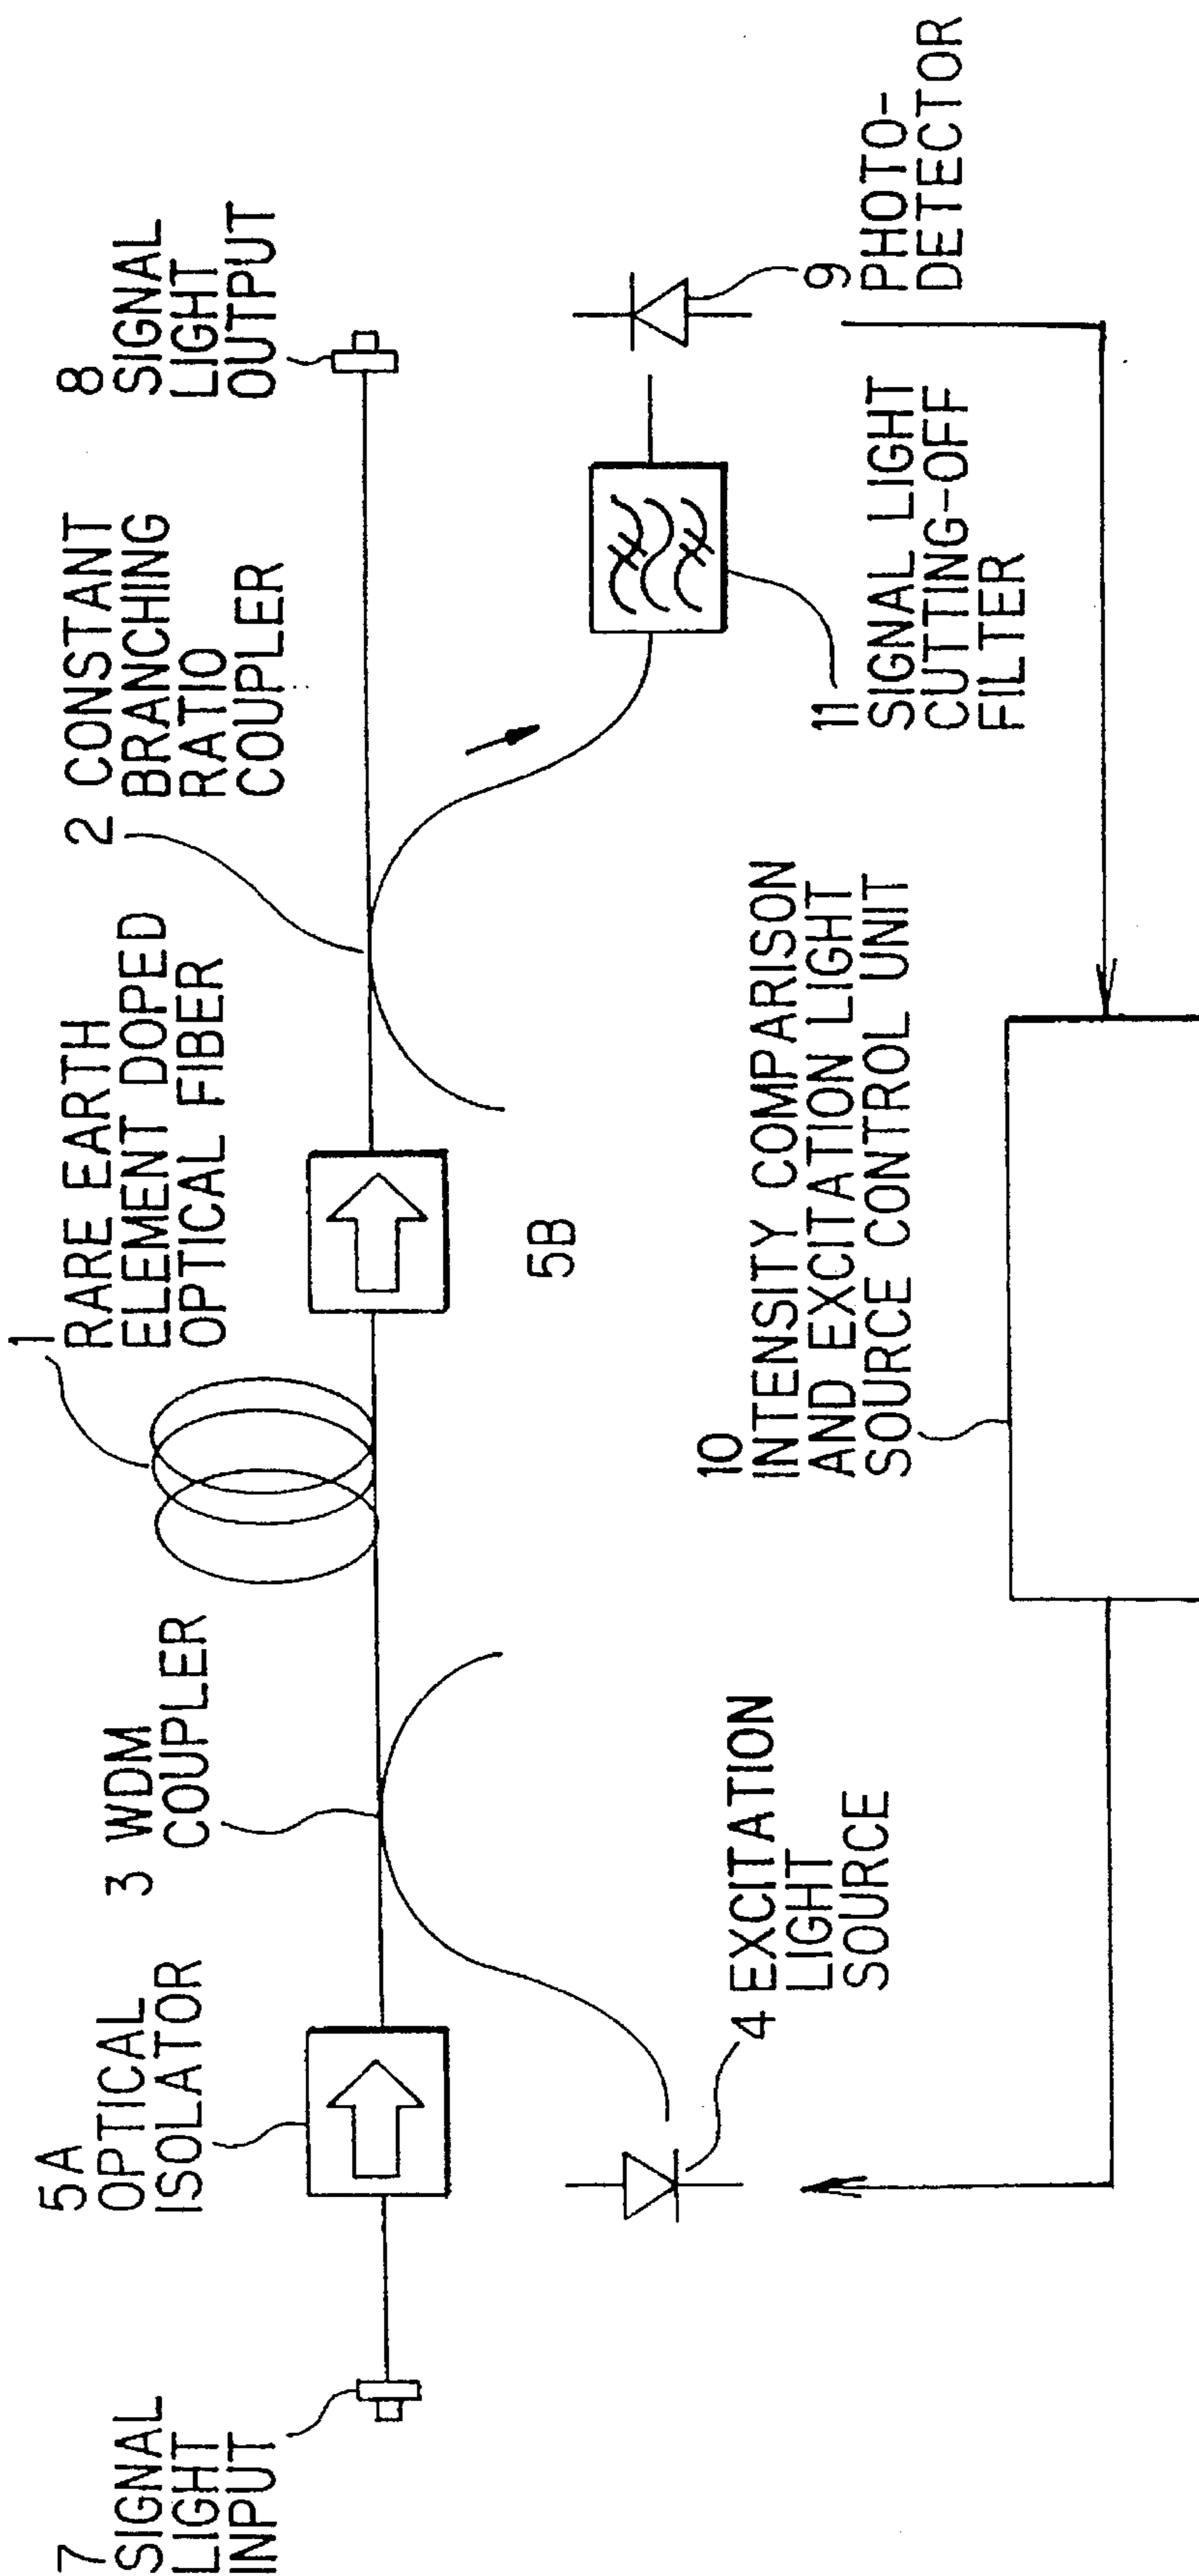 7
SIGNAL
LIGHT
INPUT
5A
OPTICAL
ISOLATOR
3 WDM
COUPLER
1
RARE EARTH
ELEMENT DOPED
OPTICAL FIBER
2 CONSTANT
BRANCHING
RATIO
COUPLER
8
SIGNAL
LIGHT
OUTPUT
5B
4 EXCITATION
LIGHT
SOURCE
10
INTENSITY COMPARISON
AND EXCITATION LIGHT
SOURCE CONTROL UNIT
11
SIGNAL LIGHT
CUTTING-OFF
FILTER
9
PHOTO-
DETECTOR